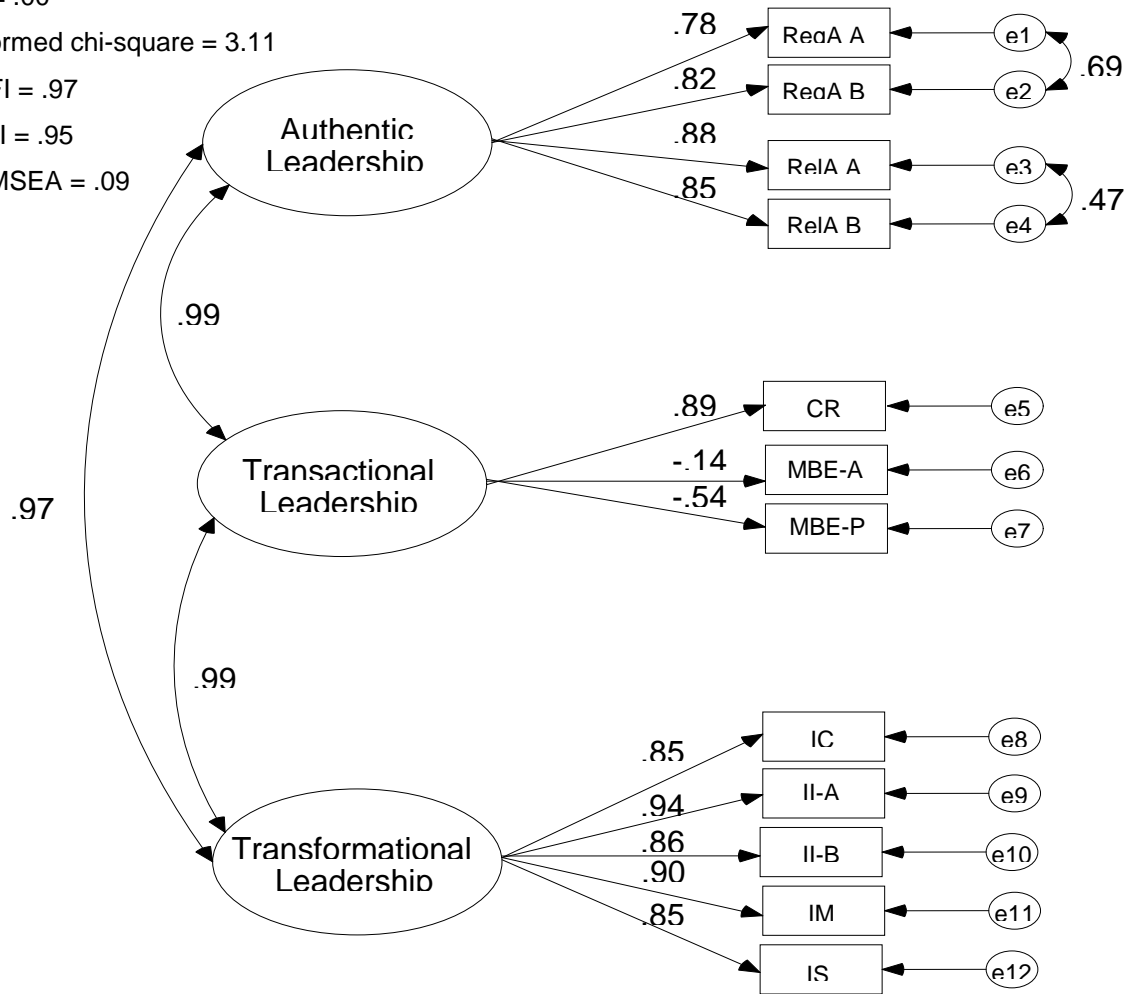 = .00
ormed chi-square = 3.11
FI = .97
I = .95
MSEA = .09
Authentic
Leadership
Transactional
Leadership
Transformational
Leadership
.78
.82
.88
.85
RegA A
RegA B
RelA A
RelA B
e1
e2
e3
e4
.69
.47
.99
.97
.99
.89
-.14
-.54
CR
MBE-A
MBE-P
e5
e6
e7
.85
.94
.86
.90
.85
IC
II-A
II-B
IM
IS
e8
e9
e10
e11
e12